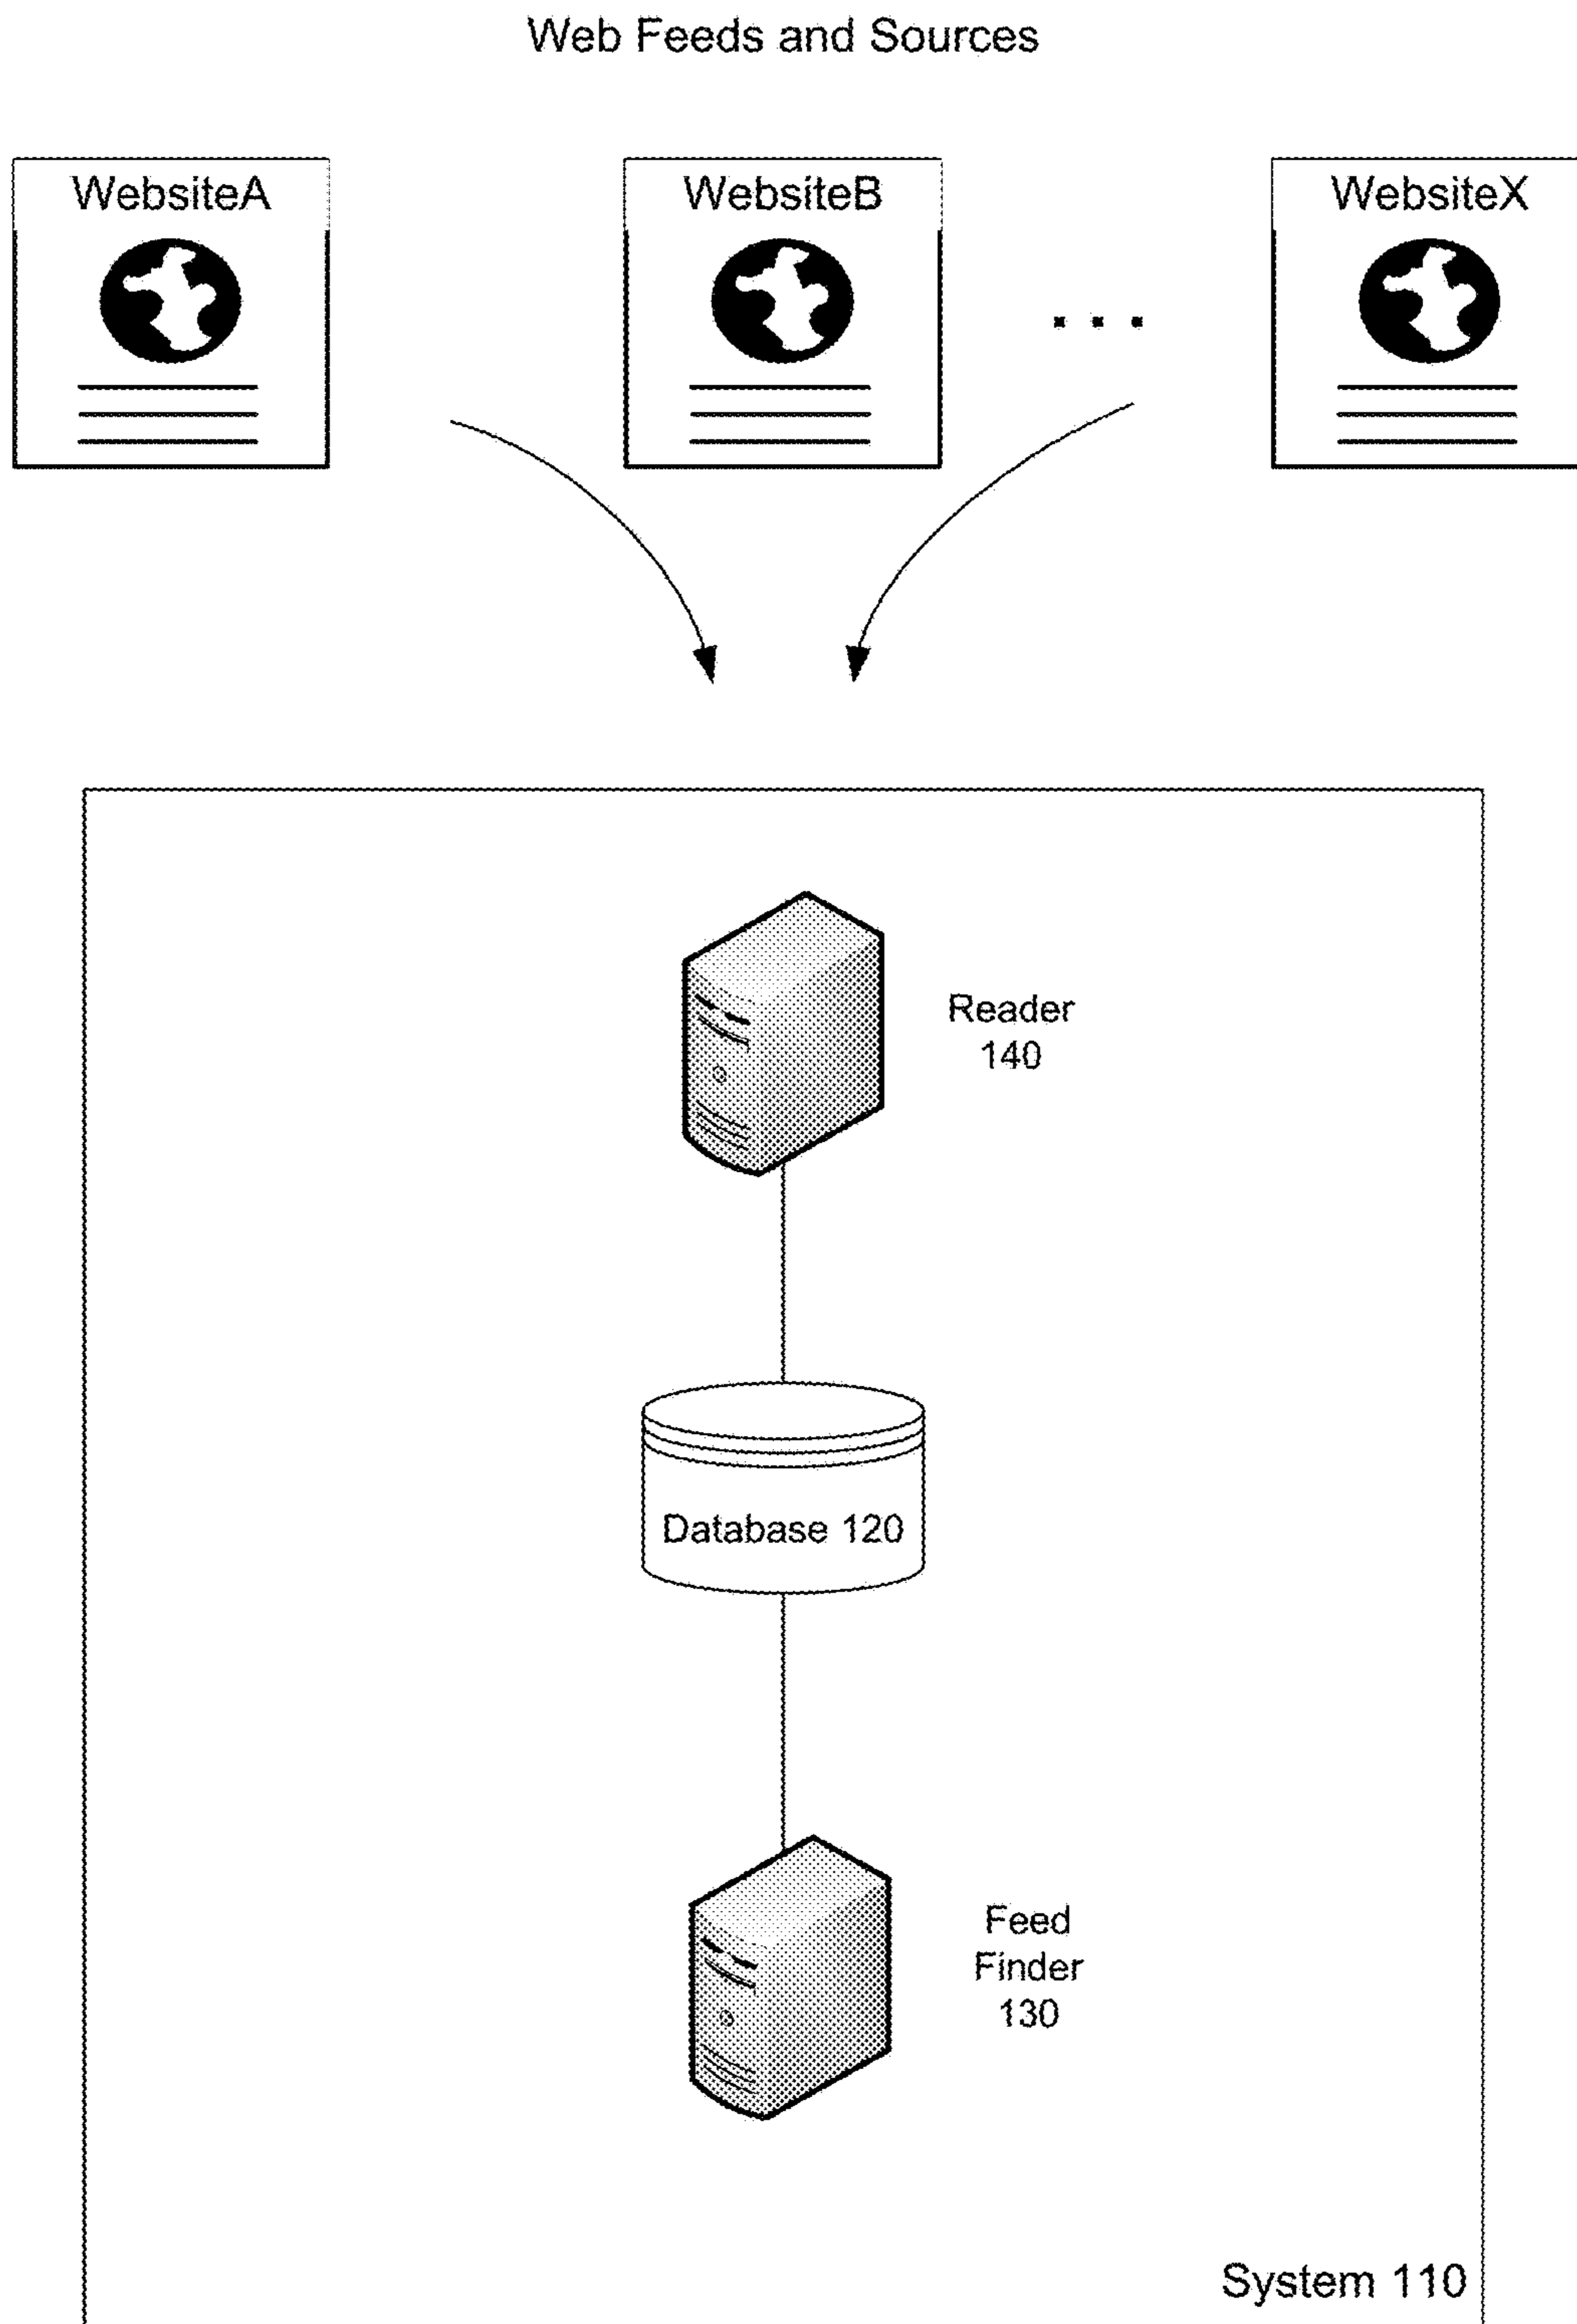 Web Feeds and Sources
WebsiteA
WebsiteB
WebsiteX
. . .
Reader
140
Database 120
Feed
Finder
130
System 110